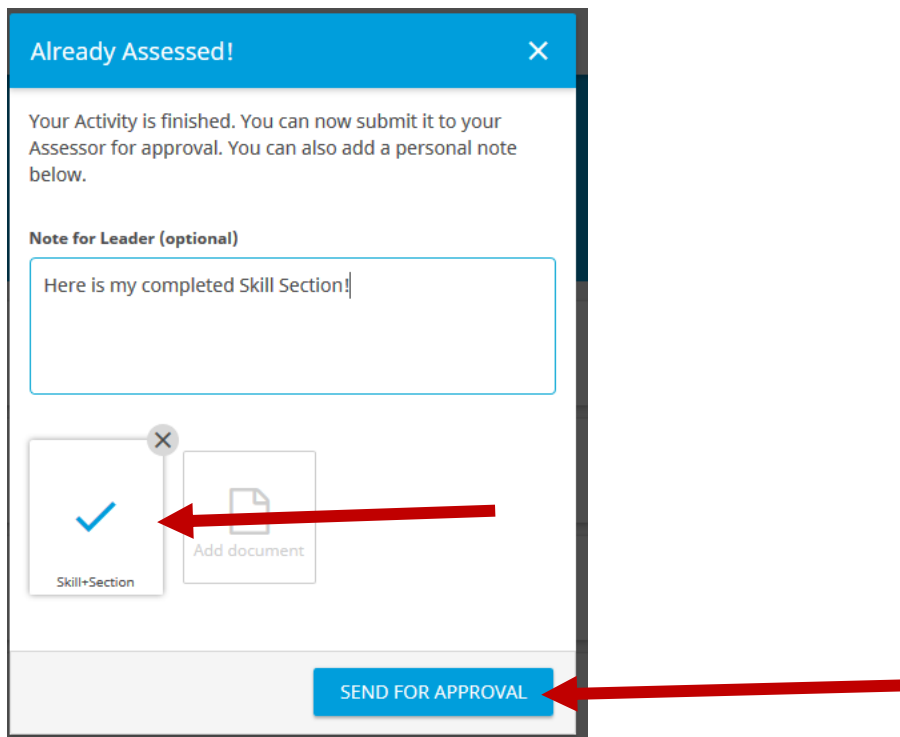 Already Assessed!
Your Activity is finished. You can now submit it to your
Assessor for approval. You can also add a personal note
below.
Note for Leader (optional)
Here is my completed Skill Section!
Add document
Skill+Section
SEND FOR APPROVAL